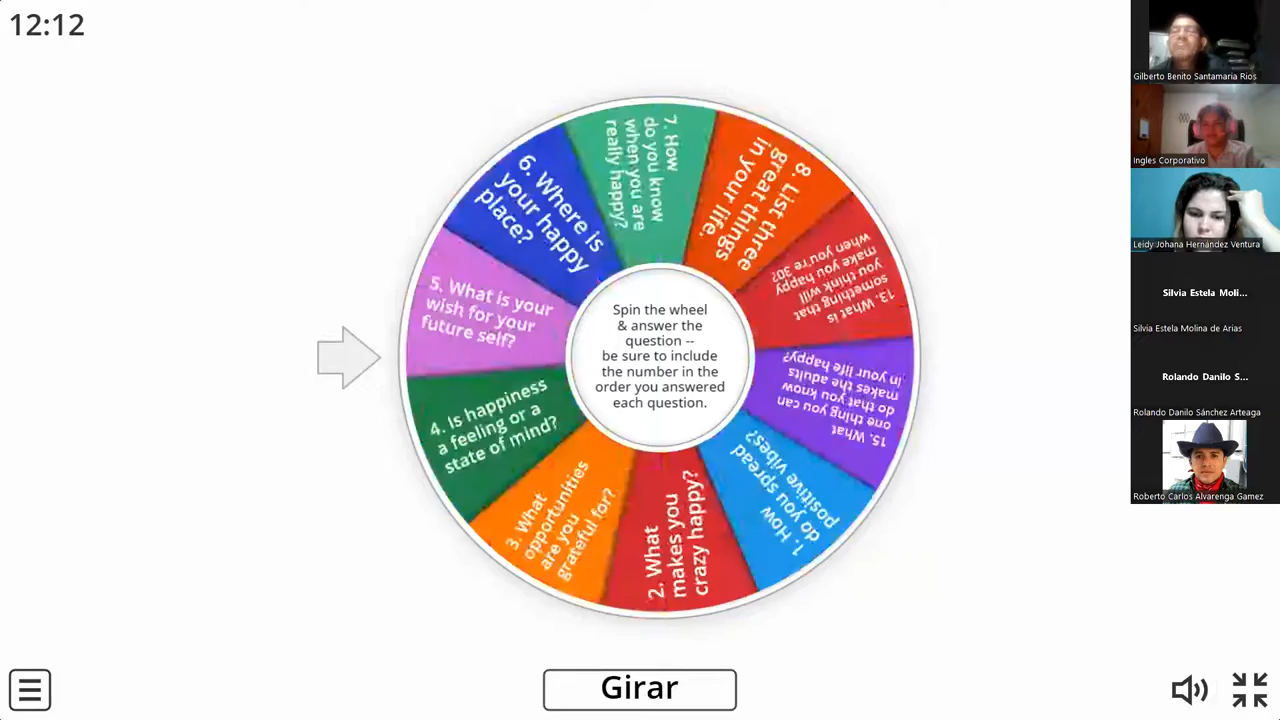 12:12
7. How
do you know
when you are
really happy?
8. List three
great things
in your life.
6. Where is
your happy
place?
13. What is
something that
you think will
make you happy
when you're 30?
5. What is your
wish for your
future self?
Spin the wheel
& answer the
question --
be sure to include
the number in the
order you answered
each question.
15. What
one thing you can
do that you know
makes the adults
in your life happy?
4. Is happiness
a feeling or a
state of mind?
3. What
opportunities
are you
grateful for?
2. What
makes you
crazy happy?
1. How
do you spread
positive vibes?
Girar
Gilberto Benito Santamaria Rios
Ingles Corporativo
Leidy Johana Hernández Ventura
Silvia Estela Moli...
Silvia Estela Molina de Arias
Rolando Danilo S...
Rolando Danilo Sánchez Arteaga
Roberto Carlos Alvarenga Gamez